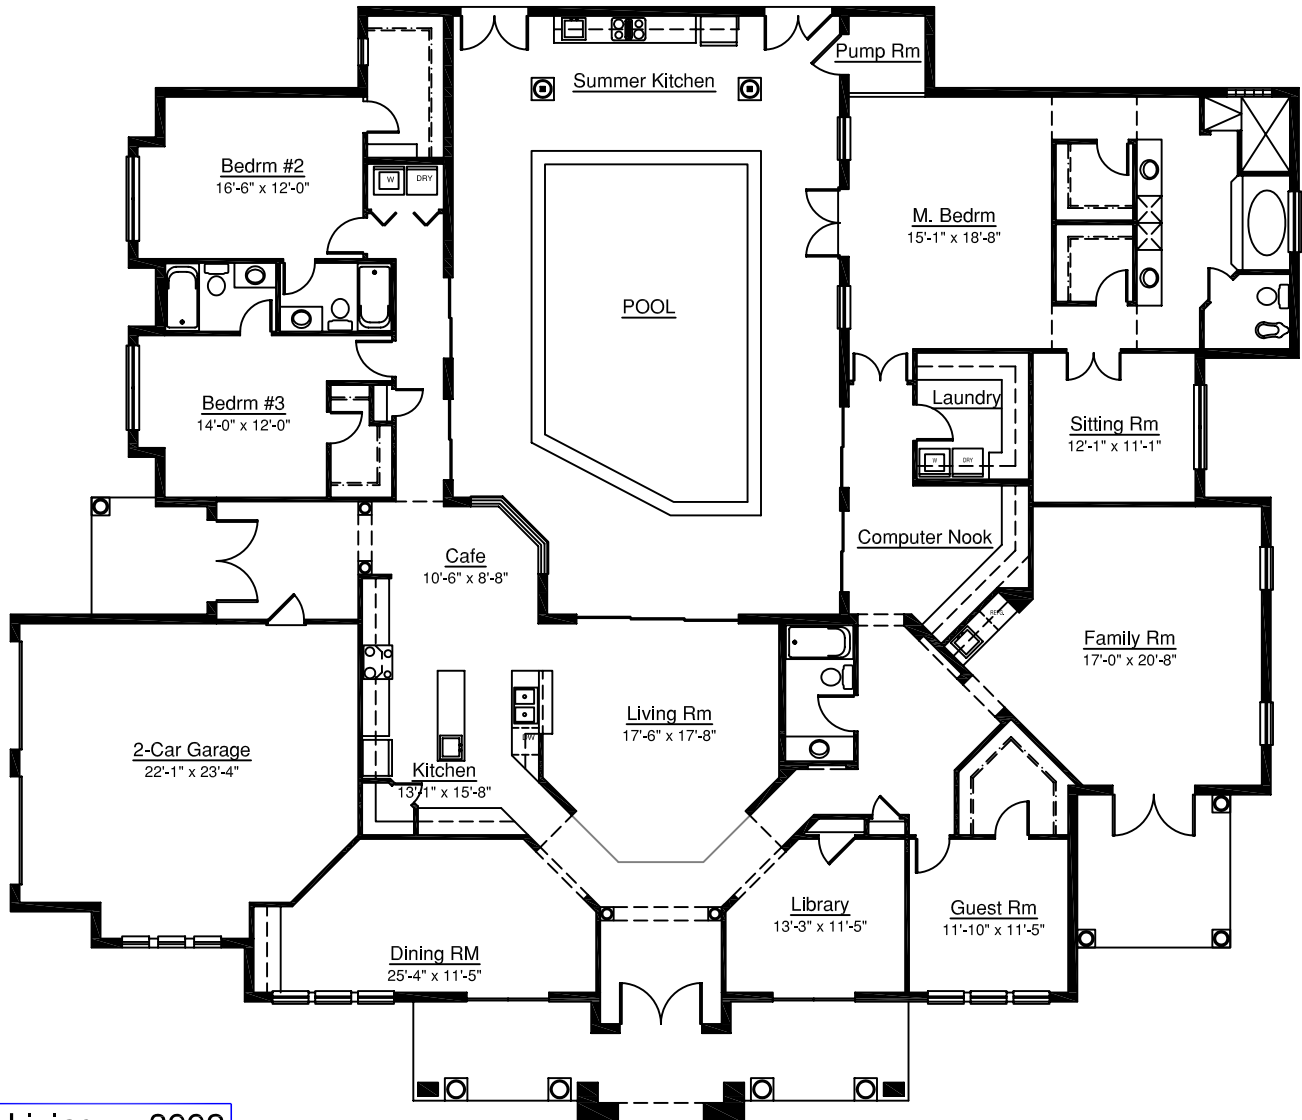 Pump Rm
Summer Kitchen
Bedrm #2
16'-6" x 12'-0"
W
DRY
M. Bedrm
15'-1" x 18'-8"
POOL
Bedrm #3
14'-0" x 12'-0"
Laundry
W
DRY
Sitting Rm
12'-1" x 11'-1"
Computer Nook
Cafe
10'-6" x 8'-8"
Family Rm
17'-0" x 20'-8"
Living Rm
17'-6" x 17'-8"
DW
2-Car Garage
22'-1" x 23'-4"
Kitchen
13'-1" x 15'-8"
Library
13'-3" x 11'-5"
Guest Rm
11'-10" x 11'-5"
Dining RM
25'-4" x 11'-5"